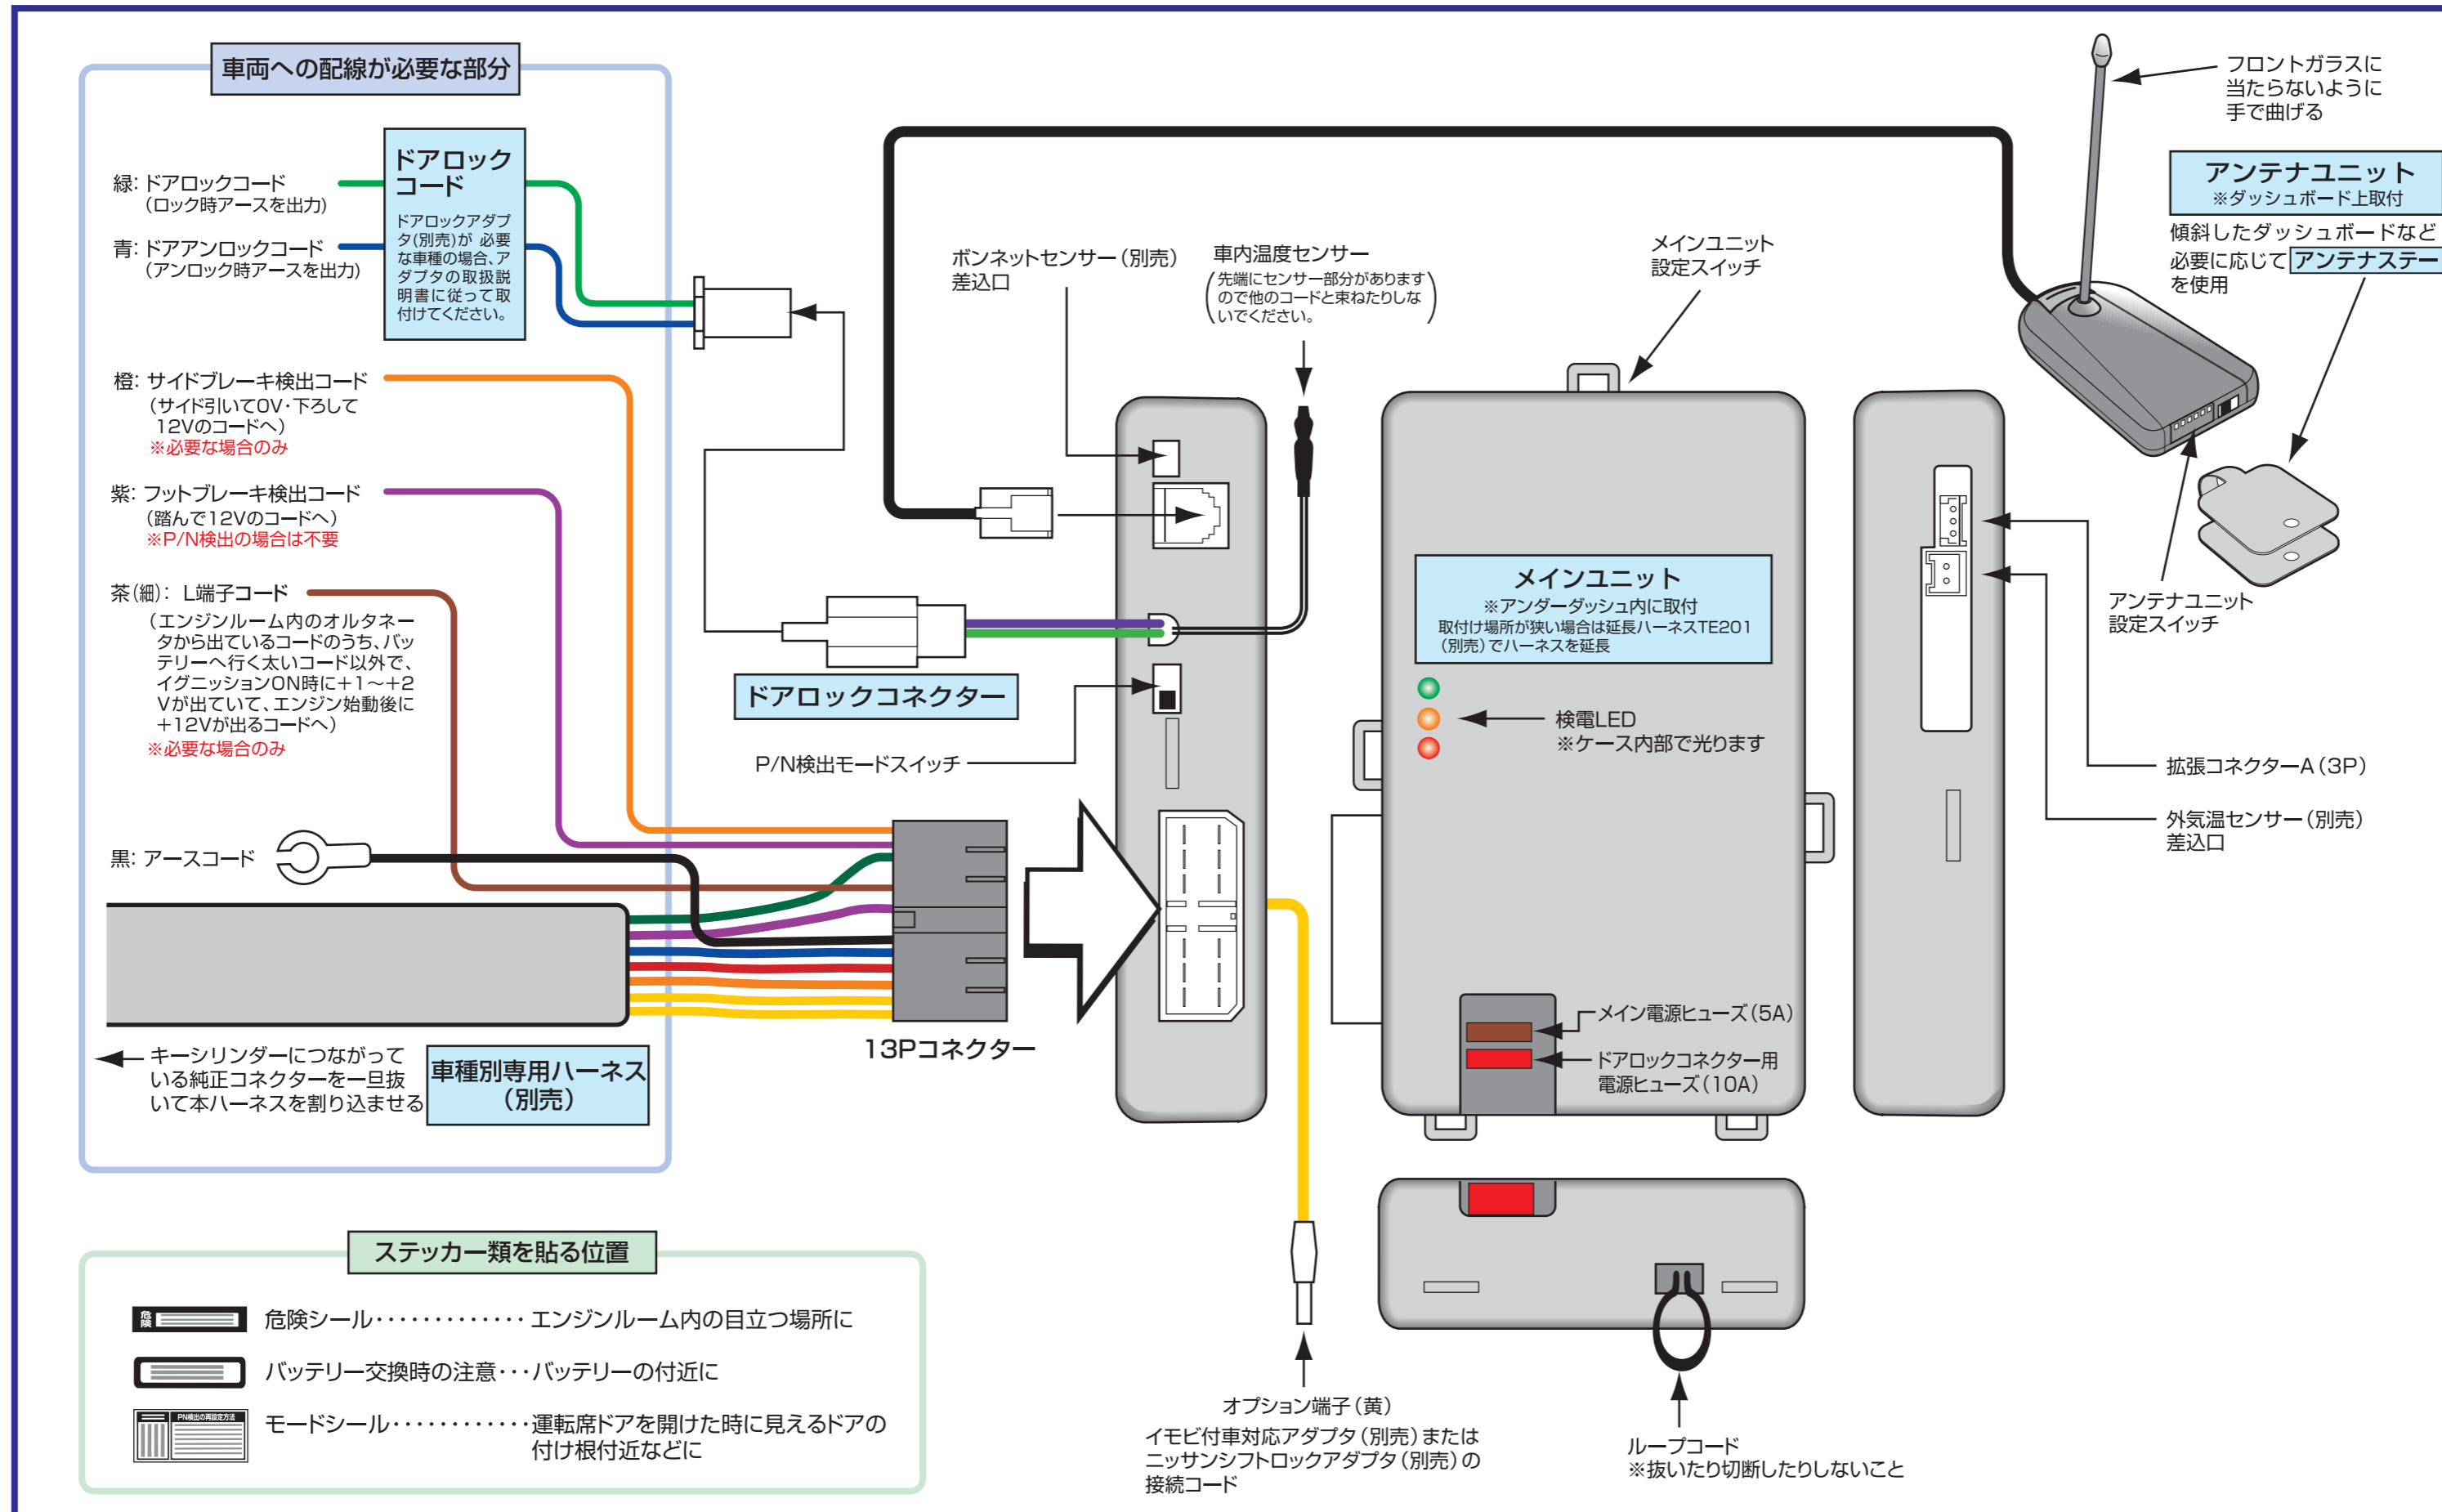 車両への配線が必要な部分
緑：ドアロックコード
（ロック時アースを出力）
青：ドアアンロックコード
（アンロック時アースを出力）
ドアロック
コード
ドアロックアダプ
タ(別売)が 必要
な車種の場合、ア
ダプタの取扱説
明書に従って取
付けてください。
橙：サイドブレーキ検出コード
（サイド引いて0V・下ろして
12Vのコードへ）
※必要な場合のみ
紫：フットブレーキ検出コード
（踏んで12Vのコードへ）
※P/N検出の場合は不要
茶（細）： L端子コード
（エンジンルーム内のオルタネー
タから出ているコードのうち、バッ
テリーへ行く太いコード以外で、
イグニッションON時に＋1～＋2
Vが出ていて、エンジン始動後に
＋12Vが出るコードへ）
※必要な場合のみ
黒：アースコード
キーシリンダーにつながって
いる純正コネクターを一旦抜
いて本ハーネスを割り込ませる
車種別専用ハーネス
（別売）
13Pコネクター
ドアロックコネクター
P/N検出モードスイッチ
ボンネットセンサー（別売）
差込口
車内温度センサー
（先端にセンサー部分があります
ので他のコードと束ねたりしな
いでください。）
メインユニット
設定スイッチ
メインユニット
※アンダーダッシュ内に取付
取付け場所が狭い場合は延長ハーネスTE201
（別売）でハーネスを延長
検電LED
※ケース内部で光ります
メイン電源ヒューズ（5A）
ドアロックコネクター用
電源ヒューズ（10A）
フロントガラスに
当たらないように
手で曲げる
アンテナユニット
※ダッシュボード上取付
傾斜したダッシュボードなど
必要に応じてアンテナステー
を使用
アンテナユニット
設定スイッチ
拡張コネクターA（3P）
外気温センサー（別売）
差込口
オプション端子（黄）
イモビ付車対応アダプタ（別売）または
ニッサンシフトロックアダプタ（別売）の
接続コード
ループコード
※抜いたり切断したりしないこと
ステッカー類を貼る位置
危険
危険シール・・・・・・・・・・・・エンジンルーム内の目立つ場所に
バッテリー交換時の注意・・・バッテリーの付近に
PN検出の再設定方法
モードシール・・・・・・・・・・・運転席ドアを開けた時に見えるドアの
付け根付近などに